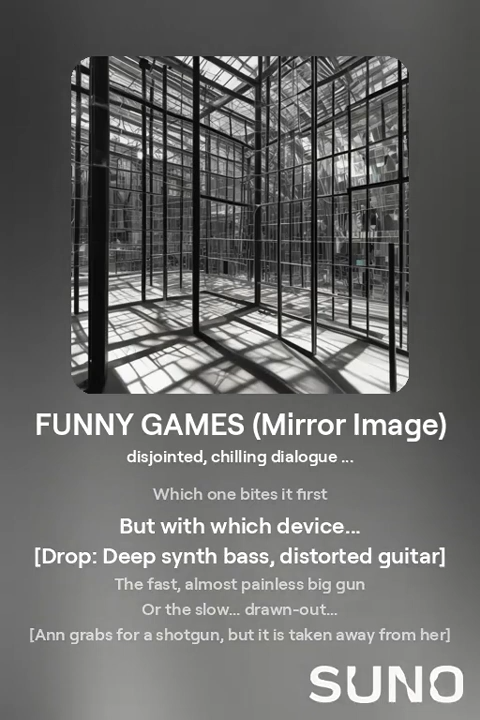 FUNNY GAMES (Mirror Image)
disjointed, chilling dialogue ...
Which one bites it first
But with which device...
[Drop: Deep synth bass, distorted guitar]
The fast, almost painless big gun
Or the slow... drawn-out...
[Ann grabs for a shotgun, but it is taken away from her]
SUNO